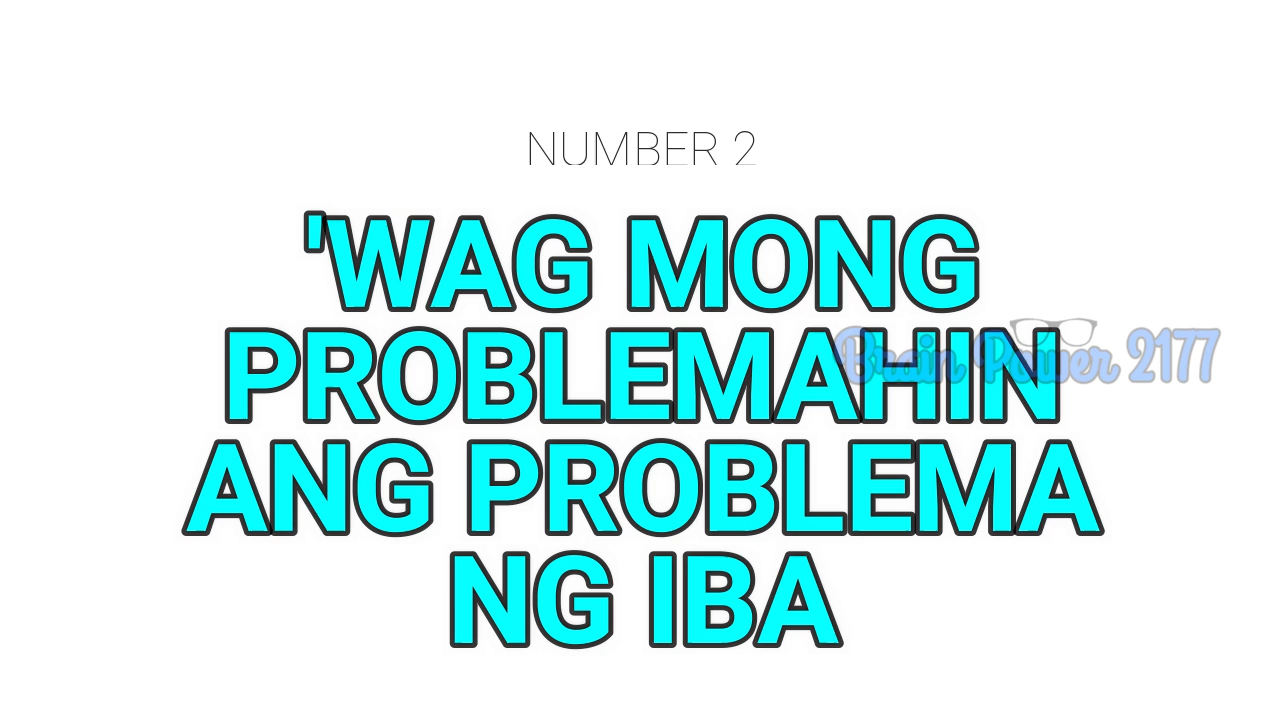 NUMBER 2
'WAG MONG
PROBLEMAHIN
Brain Power 2177
ANG PROBLEMA
NG IBA